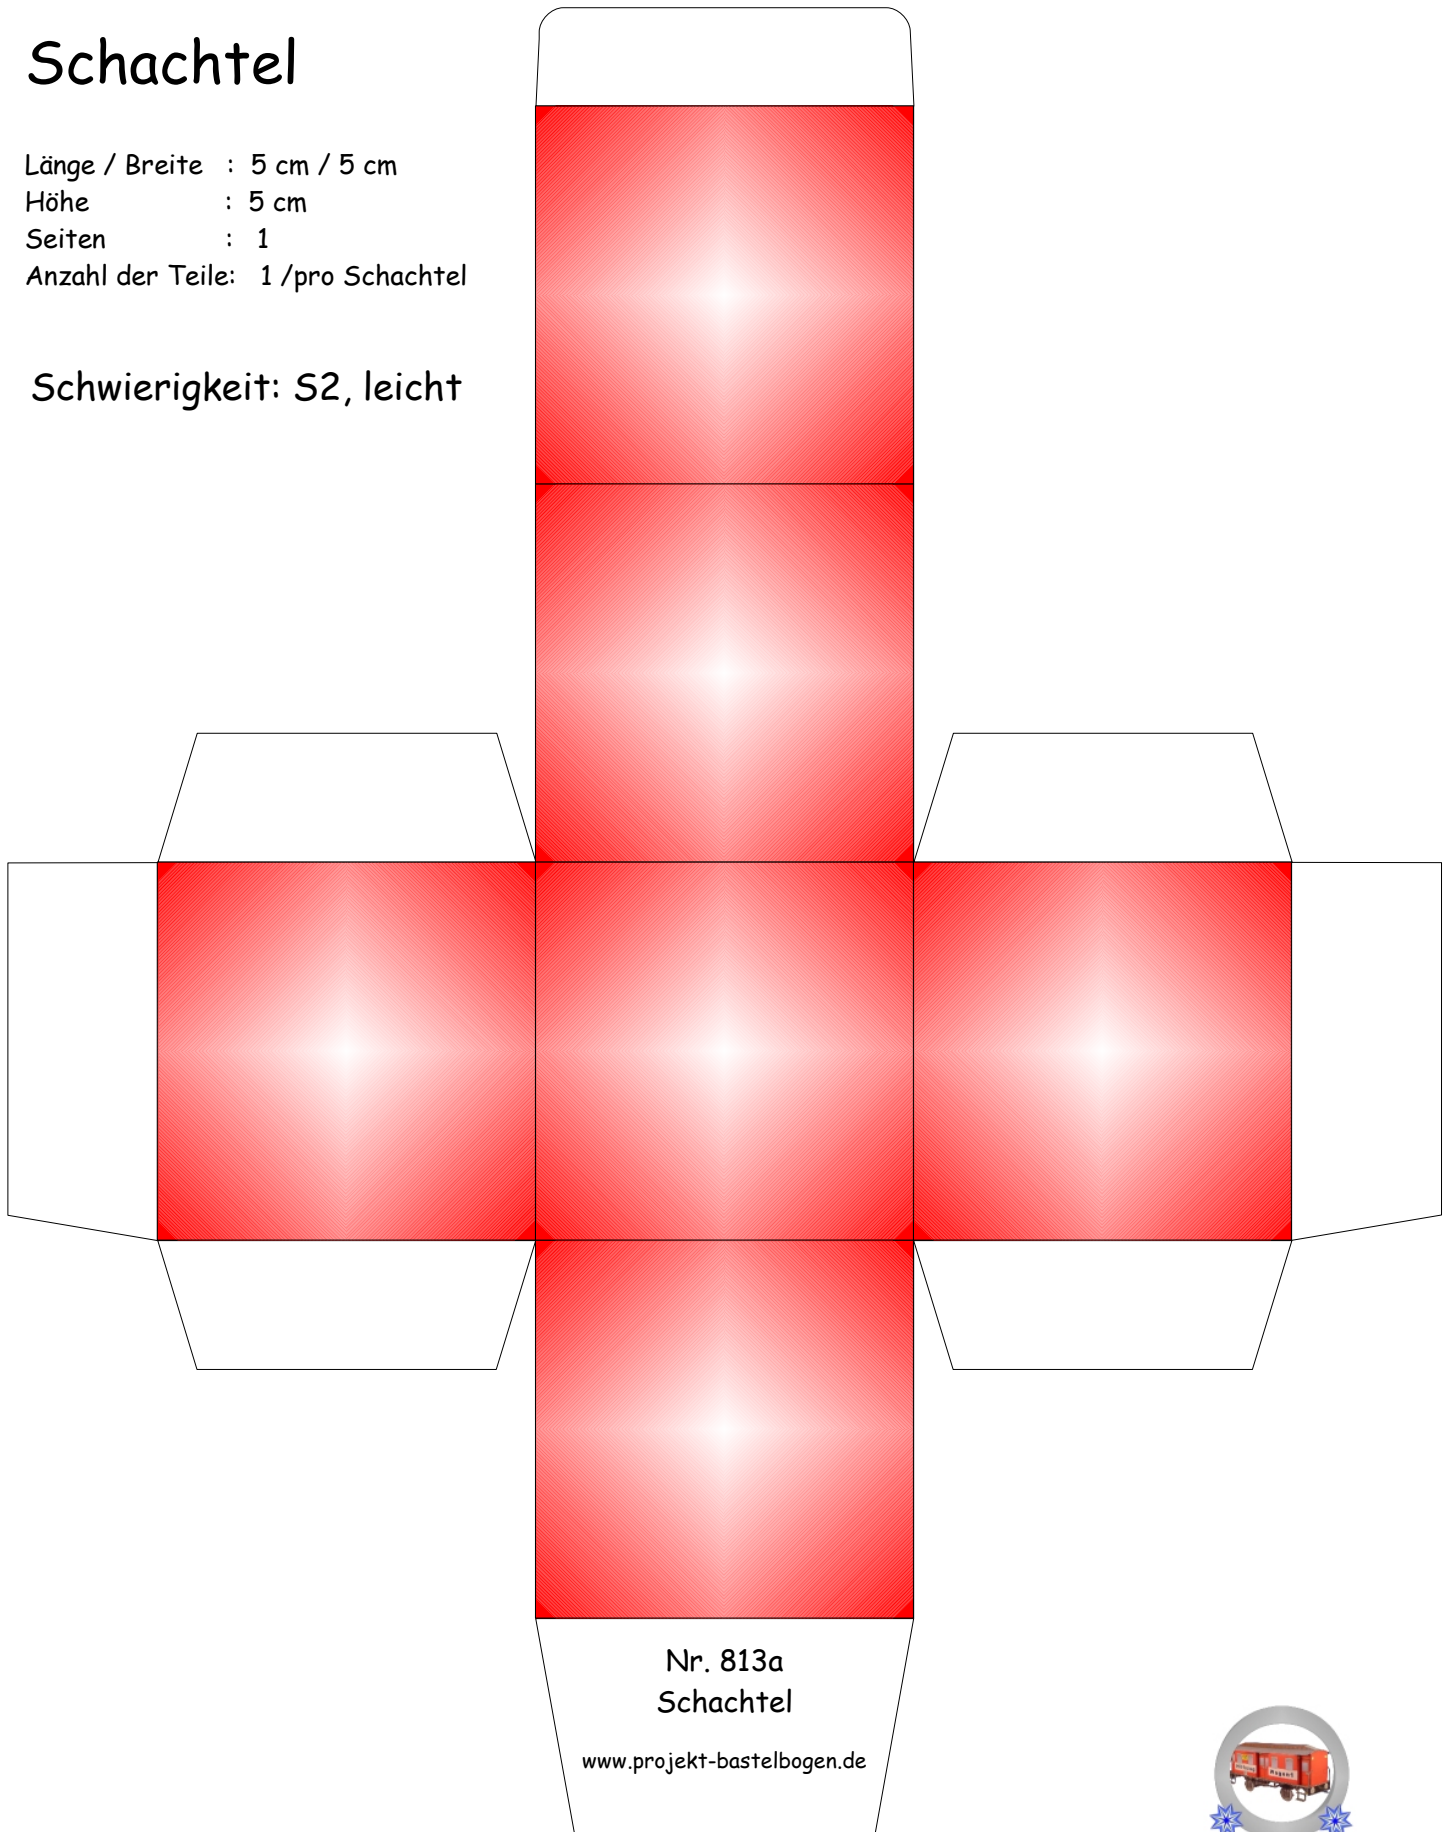 Schachtel
Länge / Breite : 5 cm / 5 cm
Höhe : 5 cm
Seiten : 1
Anzahl der Teile: 1 /pro Schachtel
Schwierigkeit: S2, leicht
Nr. 813a
Schachtel
www.projekt-bastelbogen.de